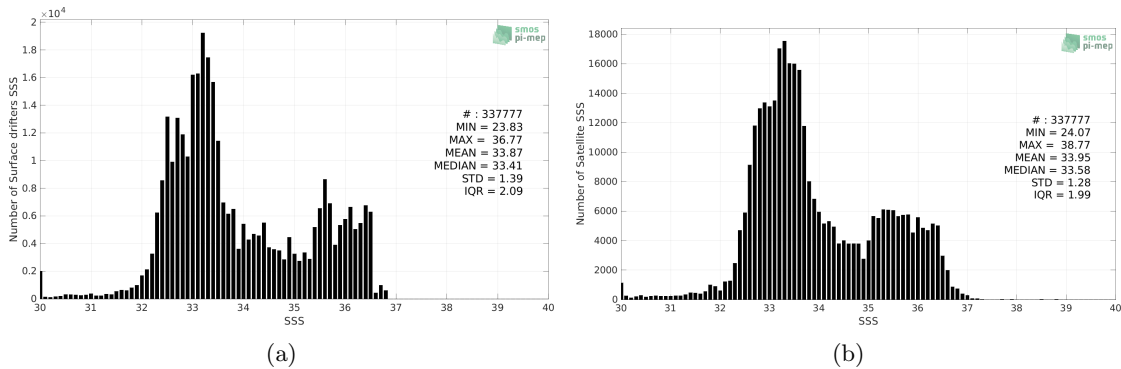 ×10⁴
2
1.8
1.6
1.4
1.2
1
0.8
0.6
0.4
0.2
0
Number of Surface drifters SSS
30 31 32 33 34 35 36 37 38 39 40
SSS
smos
pi-mep
# : 337777
MIN = 23.83
MAX = 36.77
MEAN = 33.87
MEDIAN = 33.41
STD = 1.39
IQR = 2.09
(a)
18000
16000
14000
12000
10000
8000
6000
4000
2000
0
Number of Satellite SSS
30 31 32 33 34 35 36 37 38 39 40
SSS
smos
pi-mep
# : 337777
MIN = 24.07
MAX = 38.77
MEAN = 33.95
MEDIAN = 33.58
STD = 1.28
IQR = 1.99
(b)